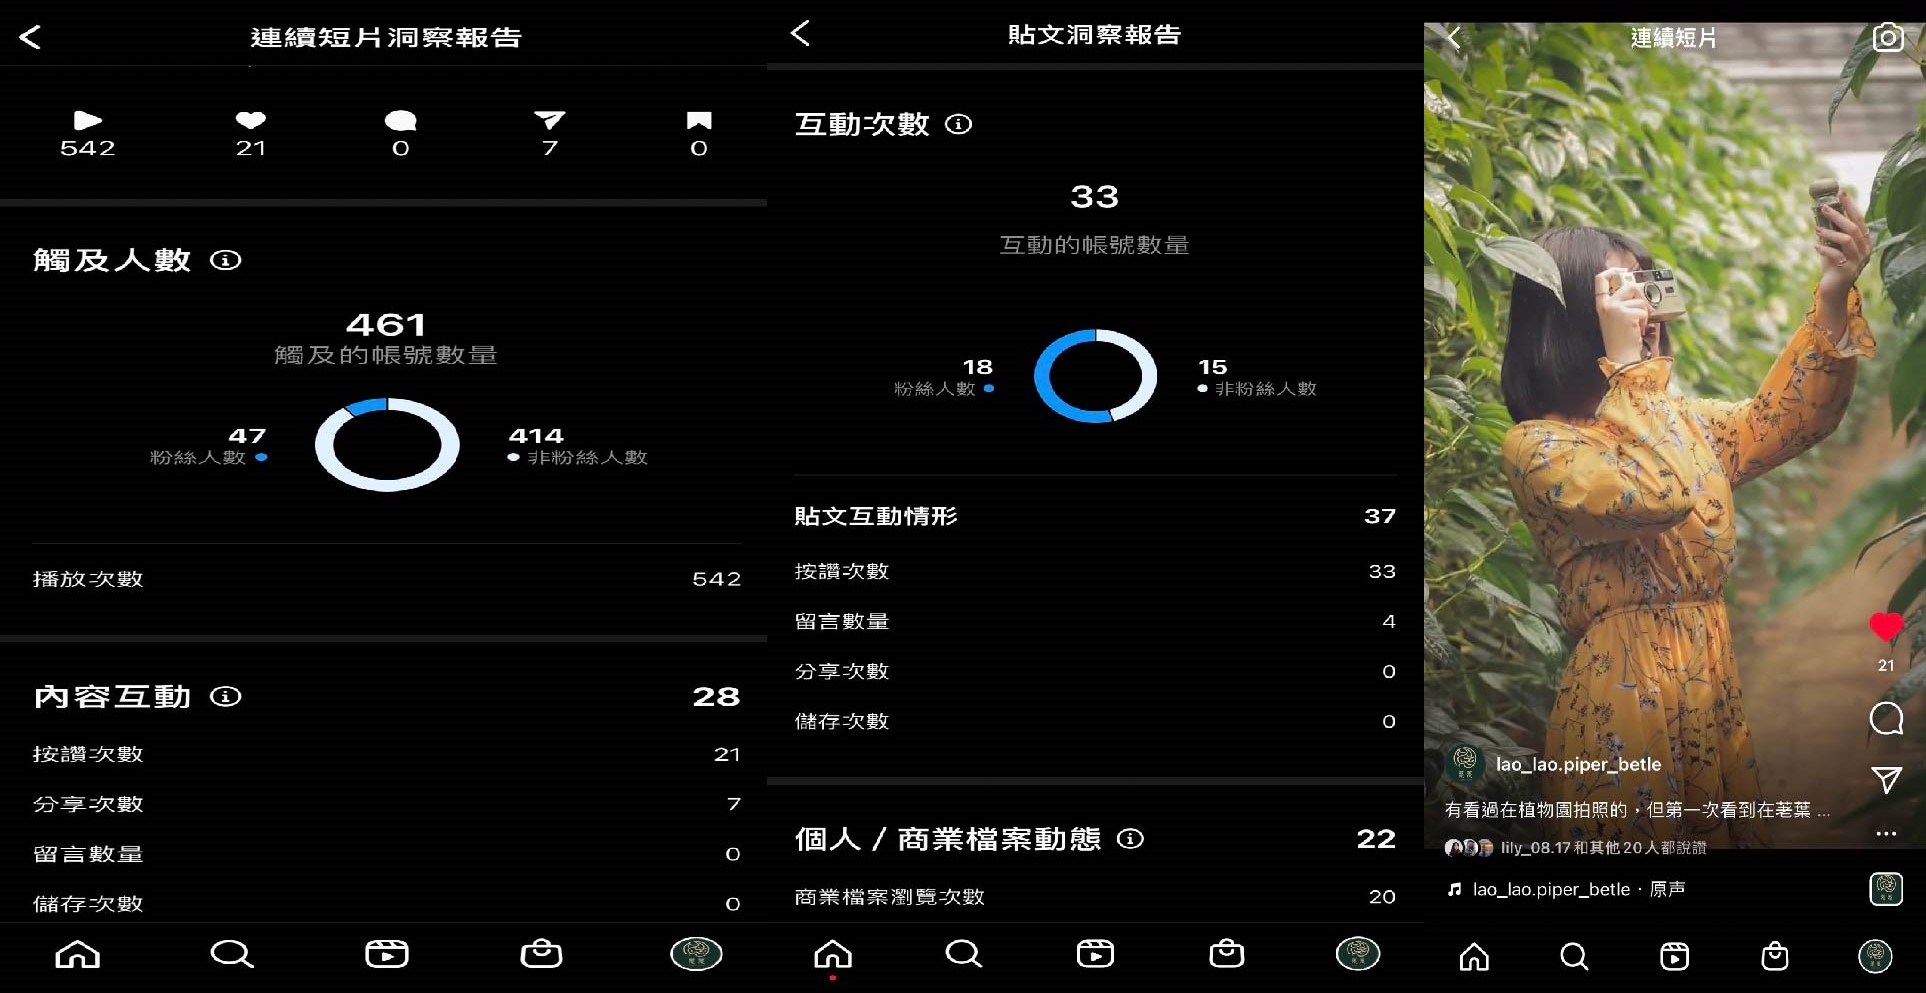 連續短片洞察報告
542
21
0
7
0
觸及人數
461
觸及的帳號數量
47
粉絲人數
414
非粉絲人數
播放次數
542
內容互動
28
按讚次數
21
分享次數
7
留言數量
0
儲存次數
0
貼文洞察報告
互動次數
33
互動的帳號數量
18
粉絲人數
15
非粉絲人數
貼文互動情形
37
按讚次數
33
留言數量
4
分享次數
0
儲存次數
0
個人 / 商業檔案動態
22
商業檔案瀏覽次數
20
連續短片
21
lao_lao.piper_betle
有看過在植物園拍照的，但第一次看到在荖葉 ...
lily_08.17和其他20人都說讚
lao_lao.piper_betle · 原声